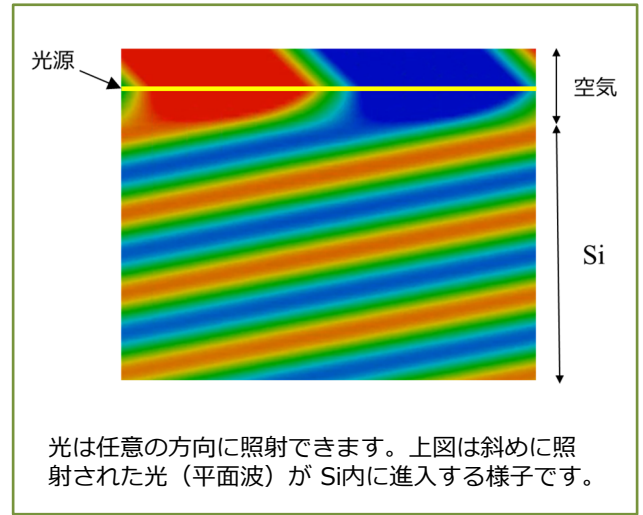 光源
空気
Si
光は任意の方向に照射できます。上図は斜めに照
射された光（平面波）が Si内に進入する様子です。